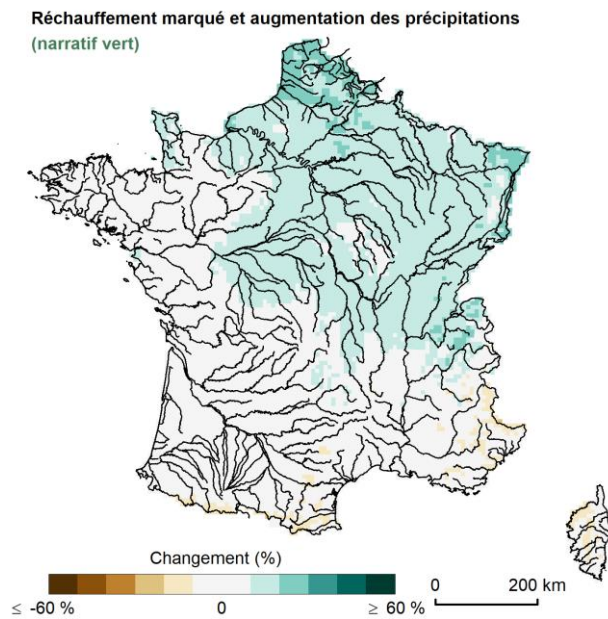 Réchauffement marqué et augmentation des précipitations
(narratif vert)
Changement (%)
≤ -60 %
0
≥ 60 %
0
200 km